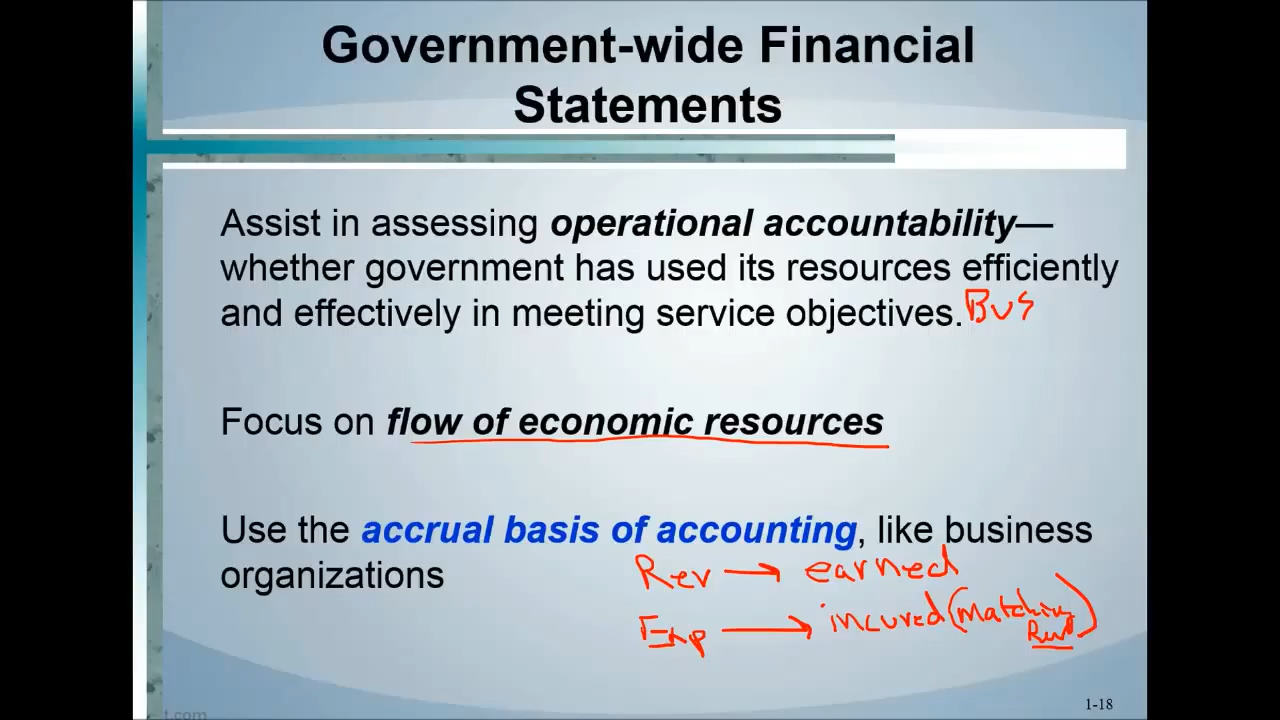 Government-wide Financial
Statements
Assist in assessing operational accountability—
whether government has used its resources efficiently
and effectively in meeting service objectives. BUS
Focus on flow of economic resources
Use the accrual basis of accounting, like business
organizations
Rev → earned
Exp → incured (matching
1-18
t.com